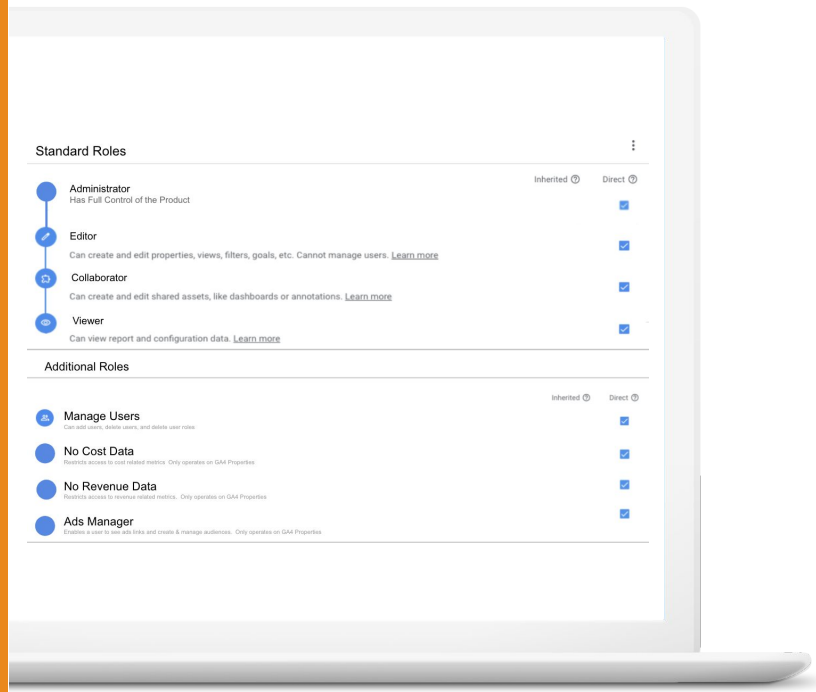 Standard Roles
Inherited Direct
Administrator
Has Full Control of the Product
Editor
Can create and edit properties, views, filters, goals, etc. Cannot manage users. Learn more
Collaborator
Can create and edit shared assets, like dashboards or annotations. Learn more
Viewer
Can view report and configuration data. Learn more
Additional Roles
Inherited Direct
Manage Users
Can add users, delete users, and delete user roles
No Cost Data
Restricts access to cost related metrics Only operates on GA4 Properties
No Revenue Data
Restricts access to revenue related metrics. Only operates on GA4 Properties
Ads Manager
Enables a user to see ads links and create & manage audiences. Only operates on GA4 Properties